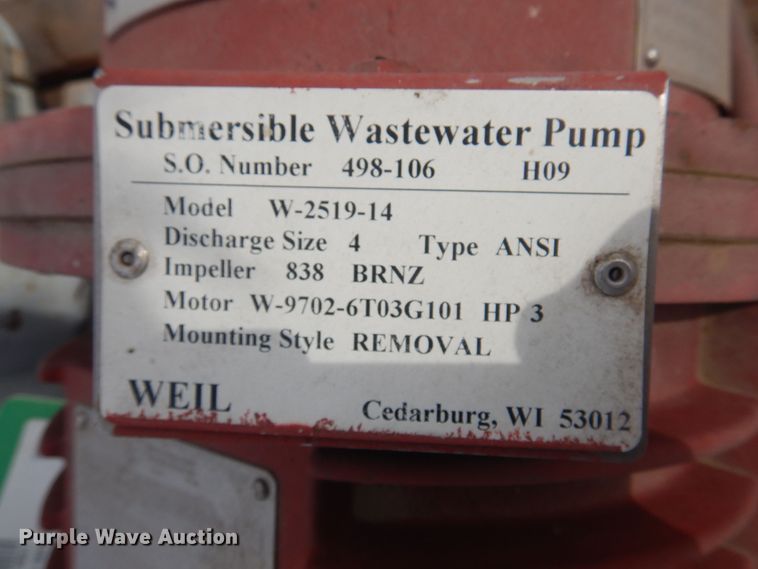 Submersible Wastewater Pump
S.O. Number 498-106 H09
Model W-2519-14
Discharge Size 4 Type ANSI
Impeller 838 BRNZ
Motor W-9702-6T03G101 HP 3
Mounting Style REMOVAL
WEIL Cedarburg, WI 53012
Purple Wave Auction